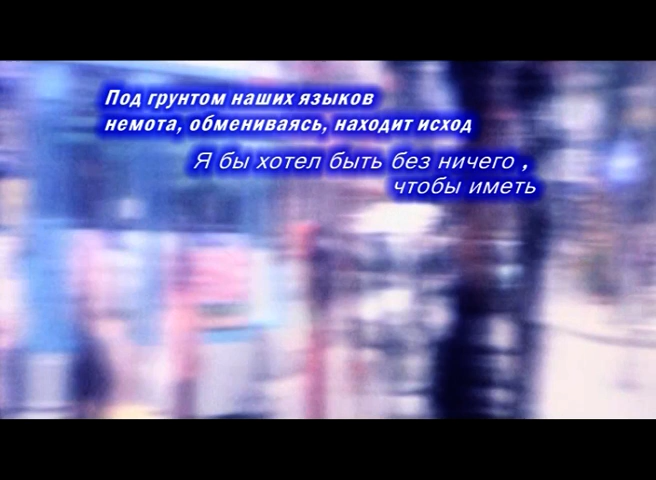 Под грунтом наших языков
немота, обмениваясь, находит исход
Я бы хотел быть без ничего ,
чтобы иметь